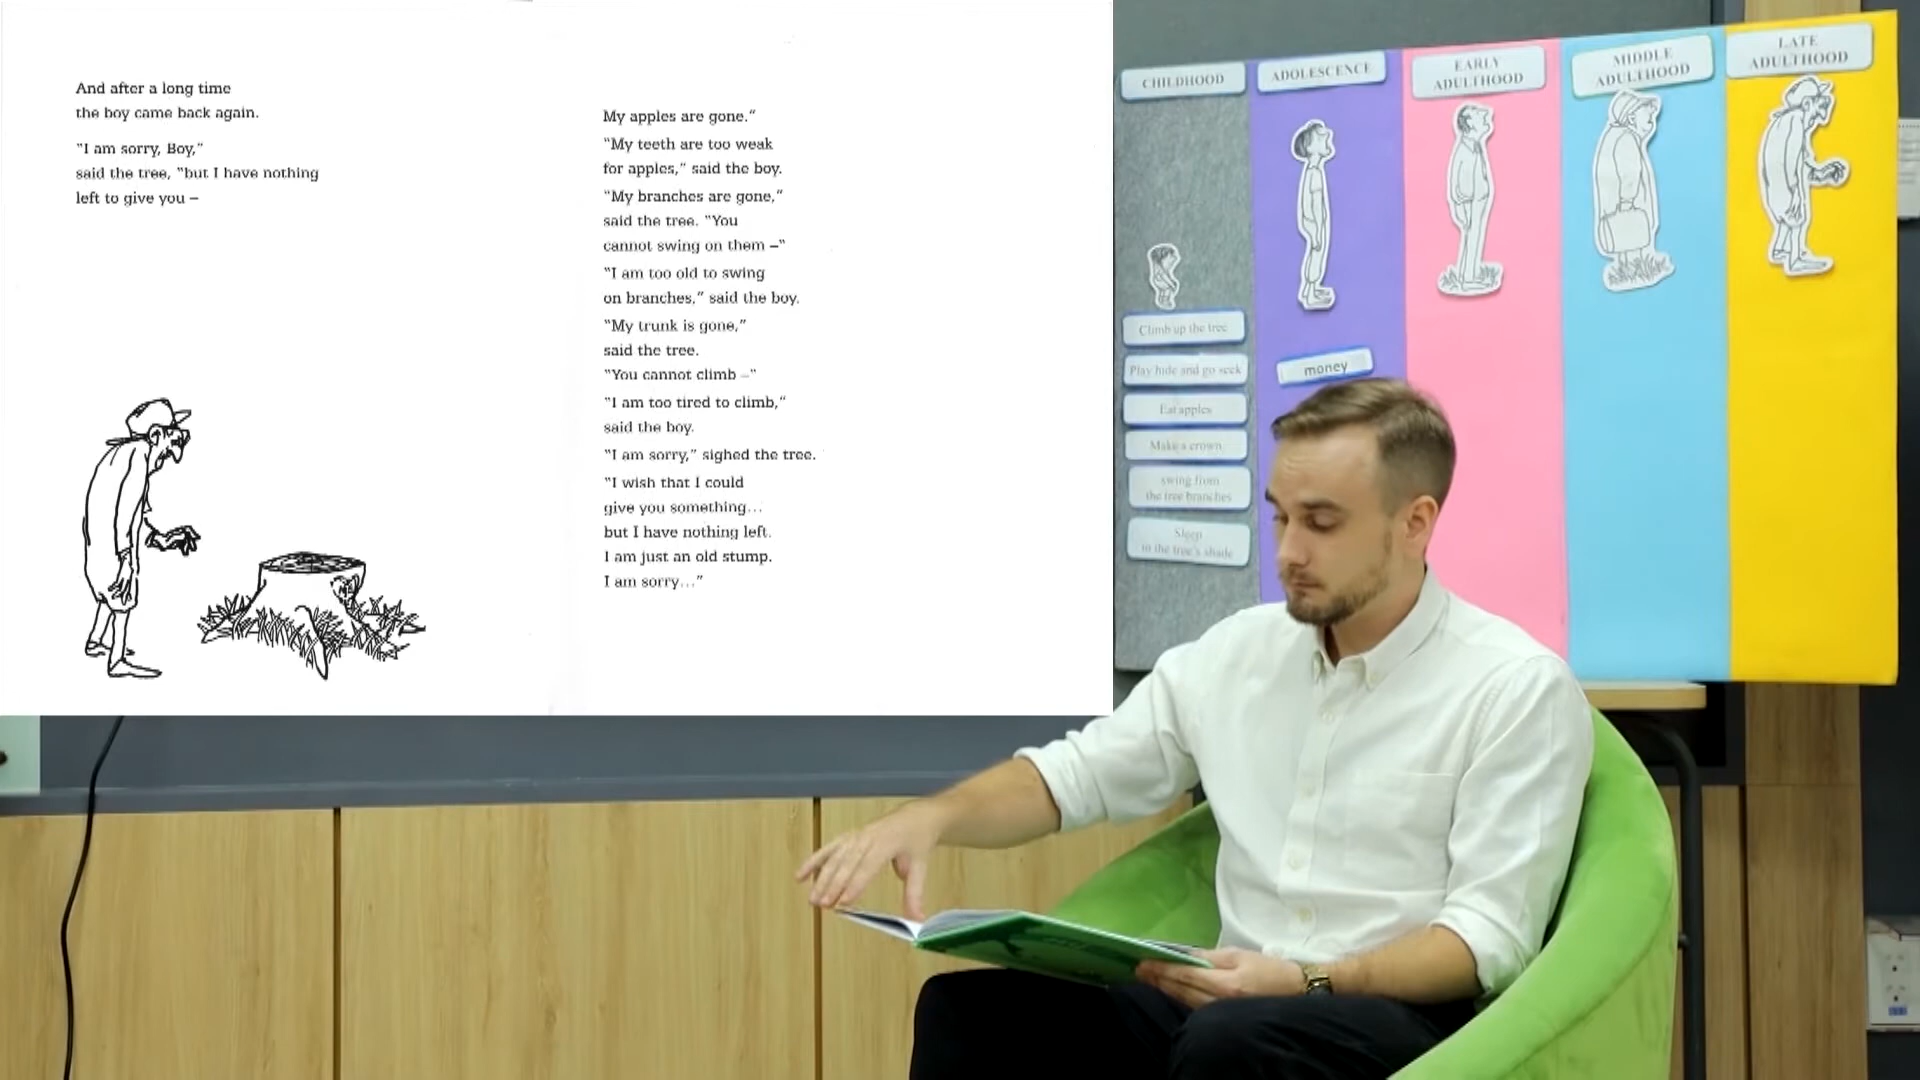 And after a long time
the boy came back again.
"I am sorry, Boy,"
said the tree, "but I have nothing
left to give you –
My apples are gone."
"My teeth are too weak
for apples," said the boy.
"My branches are gone,"
said the tree. "You
cannot swing on them –"
"I am too old to swing
on branches," said the boy.
"My trunk is gone,"
said the tree.
"You cannot climb –"
"I am too tired to climb,"
said the boy.
"I am sorry," sighed the tree.
"I wish that I could
give you something...
but I have nothing left.
I am just an old stump.
I am sorry..."
CHILDHOOD
Climb up the tree
Play hide and go seek
Eat apples
Make a crown
swing from
the tree branches
Sleep
in the tree's shade
ADOLESCENCE
money
EARLY
ADULTHOOD
MIDDLE
ADULTHOOD
LATE
ADULTHOOD